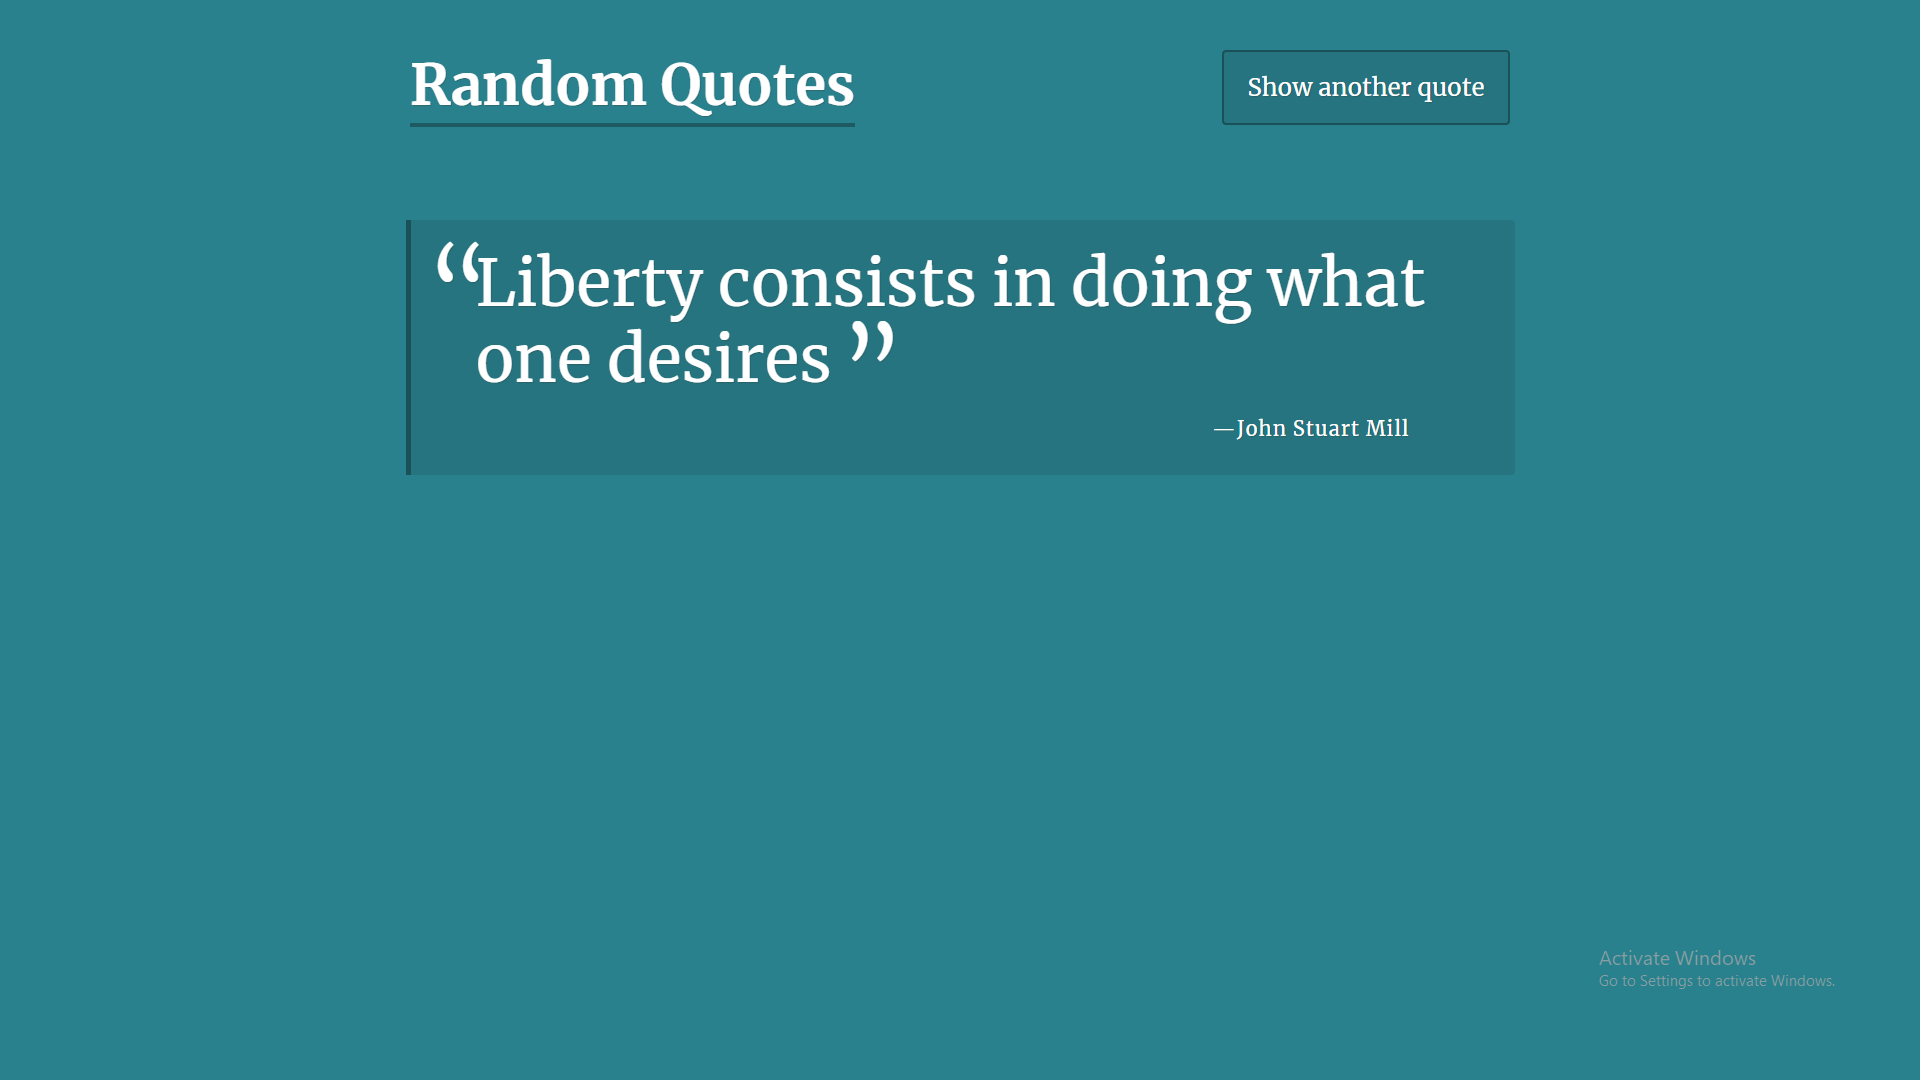 Random Quotes
Show another quote
“Liberty consists in doing what
one desires ”
—John Stuart Mill
Activate Windows
Go to Settings to activate Windows.